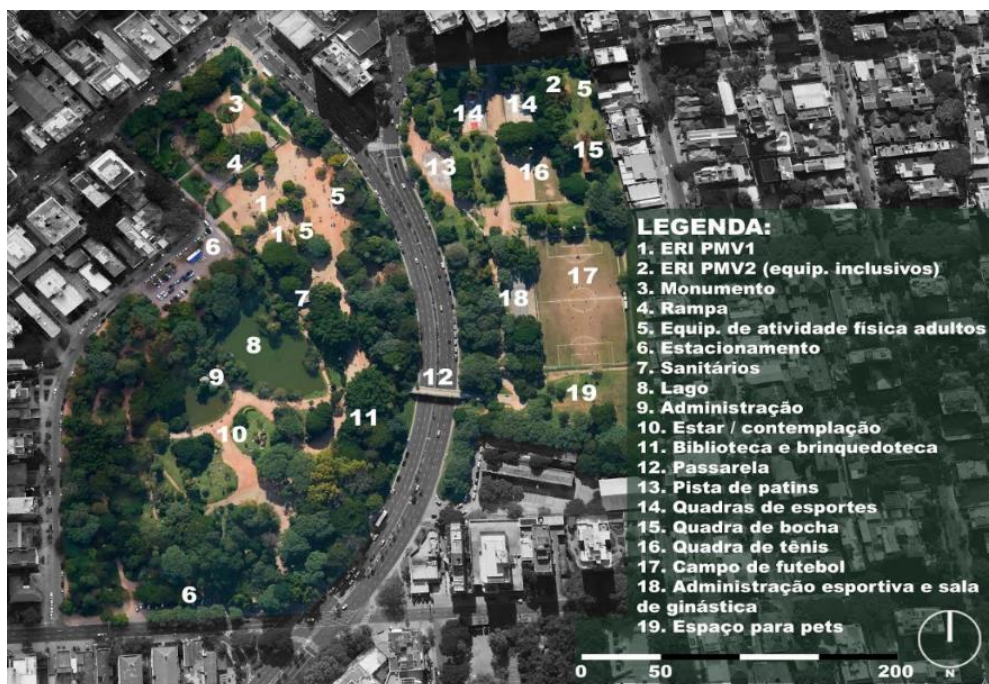 3
4
1
1
5
5
6
7
8
9
10
11
12
6
14
14
2
5
13
15
16
17
18
19
LEGENDA:
1. ERI PMV1
2. ERI PMV2 (equip. inclusivos)
3. Monumento
4. Rampa
5. Equip. de atividade física adultos
6. Estacionamento
7. Sanitários
8. Lago
9. Administração
10. Estar / contemplação
11. Biblioteca e brinquedoteca
12. Passarela
13. Pista de patins
14. Quadras de esportes
15. Quadra de bocha
16. Quadra de tênis
17. Campo de futebol
18. Administração esportiva e sala
de ginástica
19. Espaço para pets
0 50 200
N